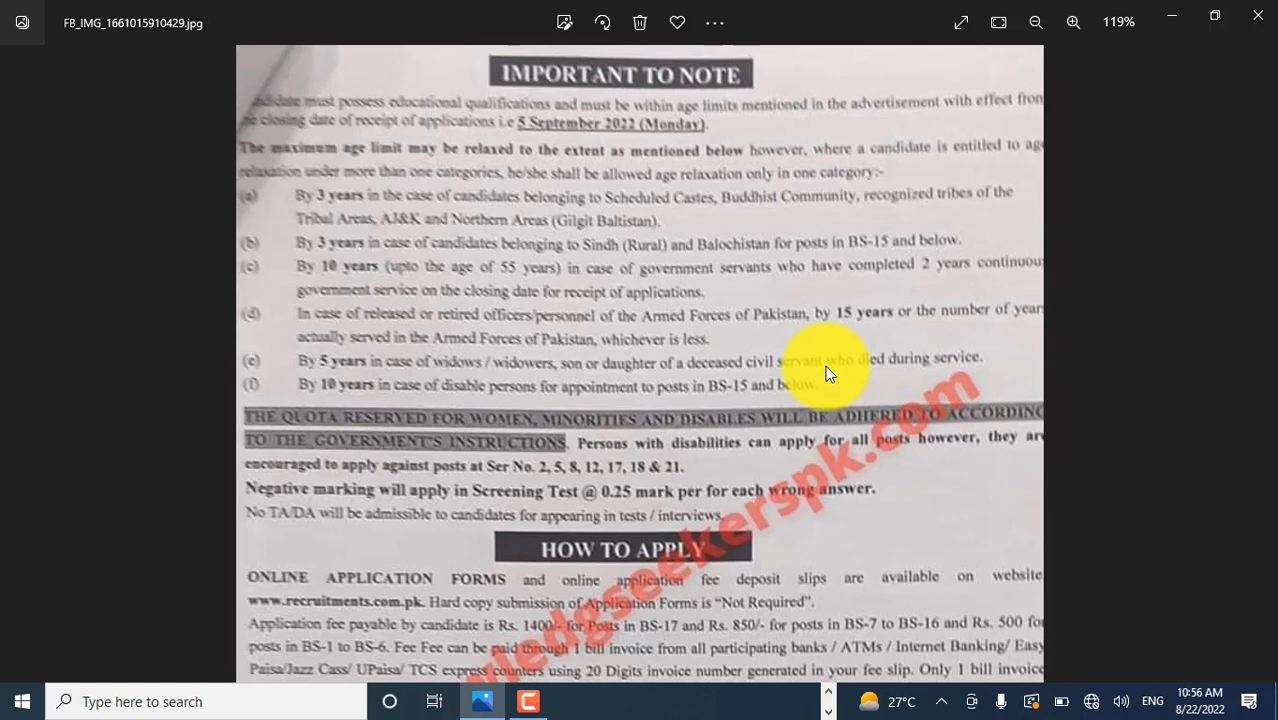 FB_IMG_1661015910429.jpg
119%
IMPORTANT TO NOTE
must possess educational qualifications and must be within age limits mentioned in the advertisement with effect from
closing date of receipt of applications i.e 5 September 2022 (Monday).
The maximum age limit may be relaxed to the extent as mentioned below however, where a candidate is entitled to age
relaxation under more than one categories, he/she shall be allowed age relaxation only in one category:-
(a) By 3 years in the case of candidates belonging to Scheduled Castes, Buddhist Community, recognized tribes of the
Tribal Areas, AJ&K and Northern Areas (Gilgit Baltistan).
(b) By 3 years in case of candidates belonging to Sindh (Rural) and Balochistan for posts in BS-15 and below.
(c) By 10 years (upto the age of 55 years) in case of government servants who have completed 2 years continuou
government service on the closing date for receipt of applications.
(d) In case of released or retired officers/personnel of the Armed Forces of Pakistan, by 15 years or the number of year
actually served in the Armed Forces of Pakistan, whichever is less.
(e) By 5 years in case of widows / widowers, son or daughter of a deceased civil servant who died during service.
(f) By 10 years in case of disable persons for appointment to posts in BS-15 and below.
THE QUOTA RESERVED FOR WOMEN, MINORITIES AND DISABLES WILL BE ADHERED TO ACCORDING
TO THE GOVERNMENT'S INSTRUCTIONS. Persons with disabilities can apply for all posts however, they ar
encouraged to apply against posts at Ser No. 2, 5, 8, 12, 17, 18 & 21.
Negative marking will apply in Screening Test @ 0.25 mark per for each wrong answer.
No TA/DA will be admissible to candidates for appearing in tests / interviews.
HOW TO APPLY
ONLINE APPLICATION FORMS and online application fee deposit slips are available on website
www.recruitments.com.pk. Hard copy submission of Application Forms is "Not Required".
Application fee payable by candidate is Rs. 1400/- for Posts in BS-17 and Rs. 850/- for posts in BS-7 to BS-16 and Rs. 500 fo
posts in BS-1 to BS-6. Fee Fee can be paid through 1 bill invoice from all participating banks / ATMs / Internet Banking/ Easy
Paisa/Jazz Cass/ UPaisa/ TCS express counters using 20 Digits invoice number generated in your fee slip. Only 1 bill invoice
wledgseekerspk.com
Type here to search
27°C
ENG
10:56 AM
8/22/2022